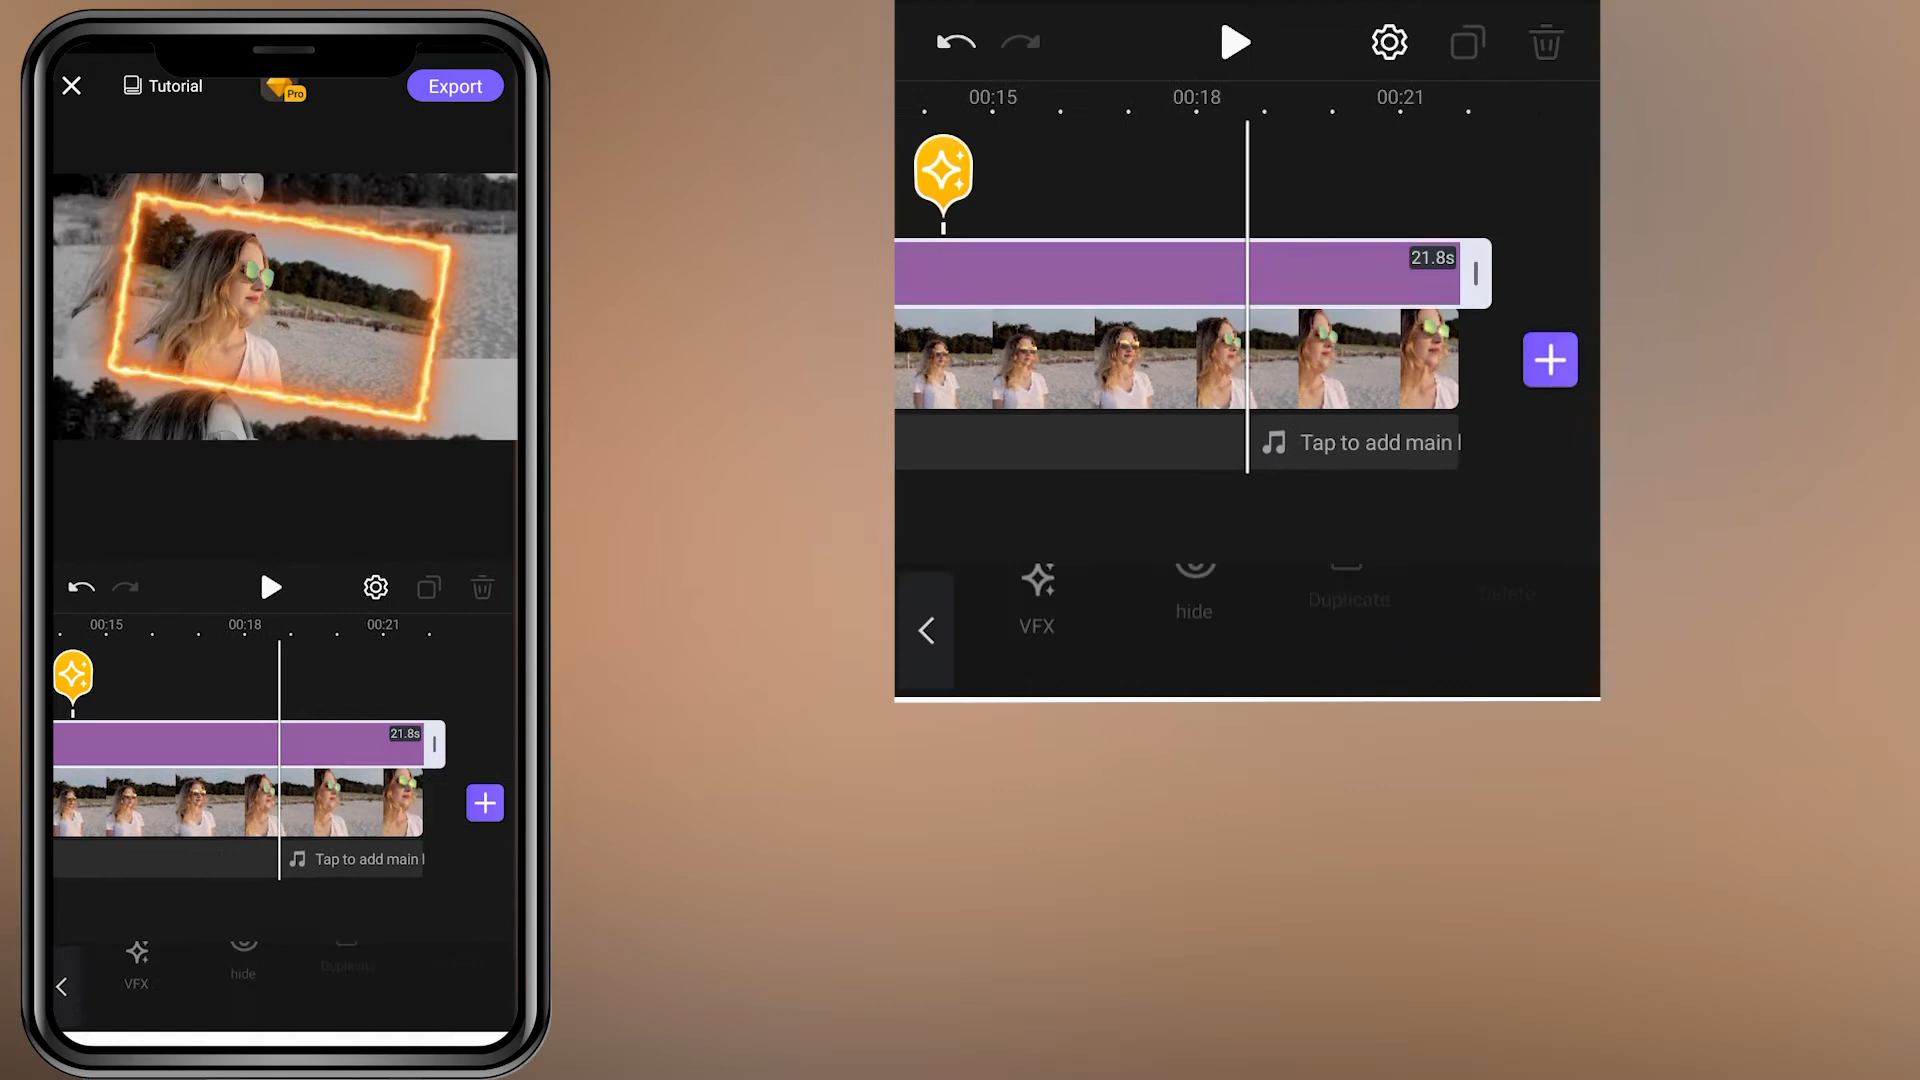 Tutorial
Pro
Export
00:15
00:18
00:21
21.8s
Tap to add main
VFX
hide
Duplicate
00:15
00:18
00:21
21.8s
Tap to add main
VFX
hide
Duplicate
Delete